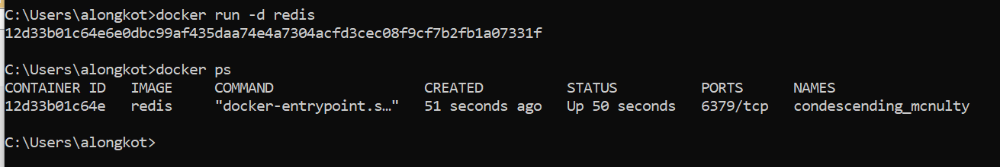 C:\Users\alongkot>docker run -d redis
12d33b01c64e6e0dbc99af435daa74e4a7304acfd3cec08f9cf7b2fb1a07331f
C:\Users\alongkot>docker ps
CONTAINER ID   IMAGE     COMMAND                  CREATED          STATUS          PORTS      NAMES
12d33b01c64e   redis     "docker-entrypoint.s…"   51 seconds ago   Up 50 seconds   6379/tcp   condescending_mcnulty
C:\Users\alongkot>